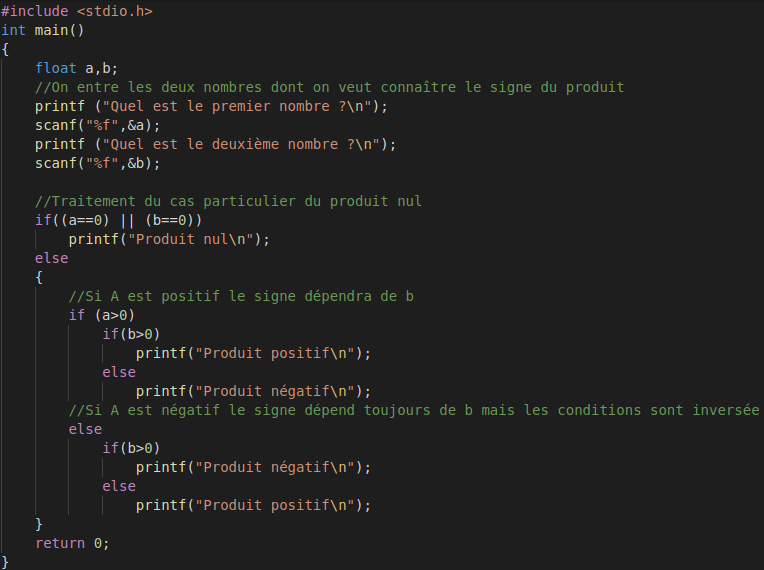 #include <stdio.h>
int main()
{
    float a,b;
    //On entre les deux nombres dont on veut connaître le signe du produit
    printf ("Quel est le premier nombre ?\n");
    scanf("%f",&a);
    printf ("Quel est le deuxième nombre ?\n");
    scanf("%f",&b);

    //Traitement du cas particulier du produit nul
    if((a==0) || (b==0))
        printf("Produit nul\n");
    else
    {
        //Si A est positif le signe dépendra de b
        if (a>0)
            if(b>0)
                printf("Produit positif\n");
            else
                printf("Produit négatif\n");
        //Si A est négatif le signe dépend toujours de b mais les conditions sont inversée
        else
            if(b>0)
                printf("Produit négatif\n");
            else
                printf("Produit positif\n");
    }
    return 0;
}